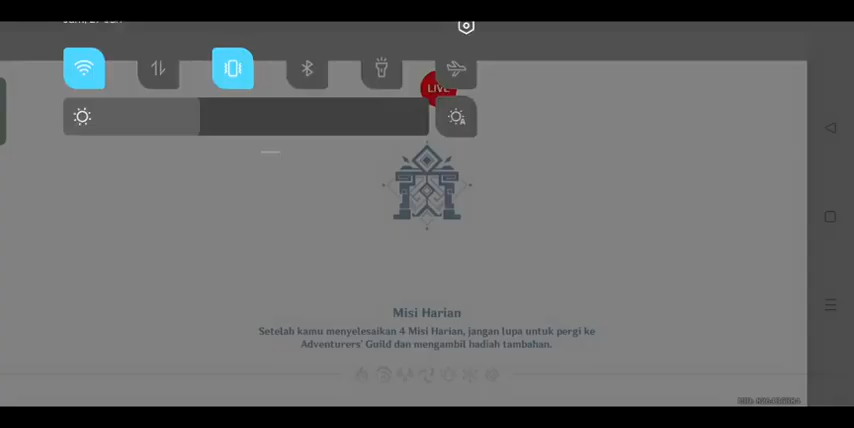 LIVE
Misi Harian
Setelah kamu menyelesaikan 4 Misi Harian, jangan lupa untuk pergi ke
Adventurers' Guild dan mengambil hadiah tambahan.